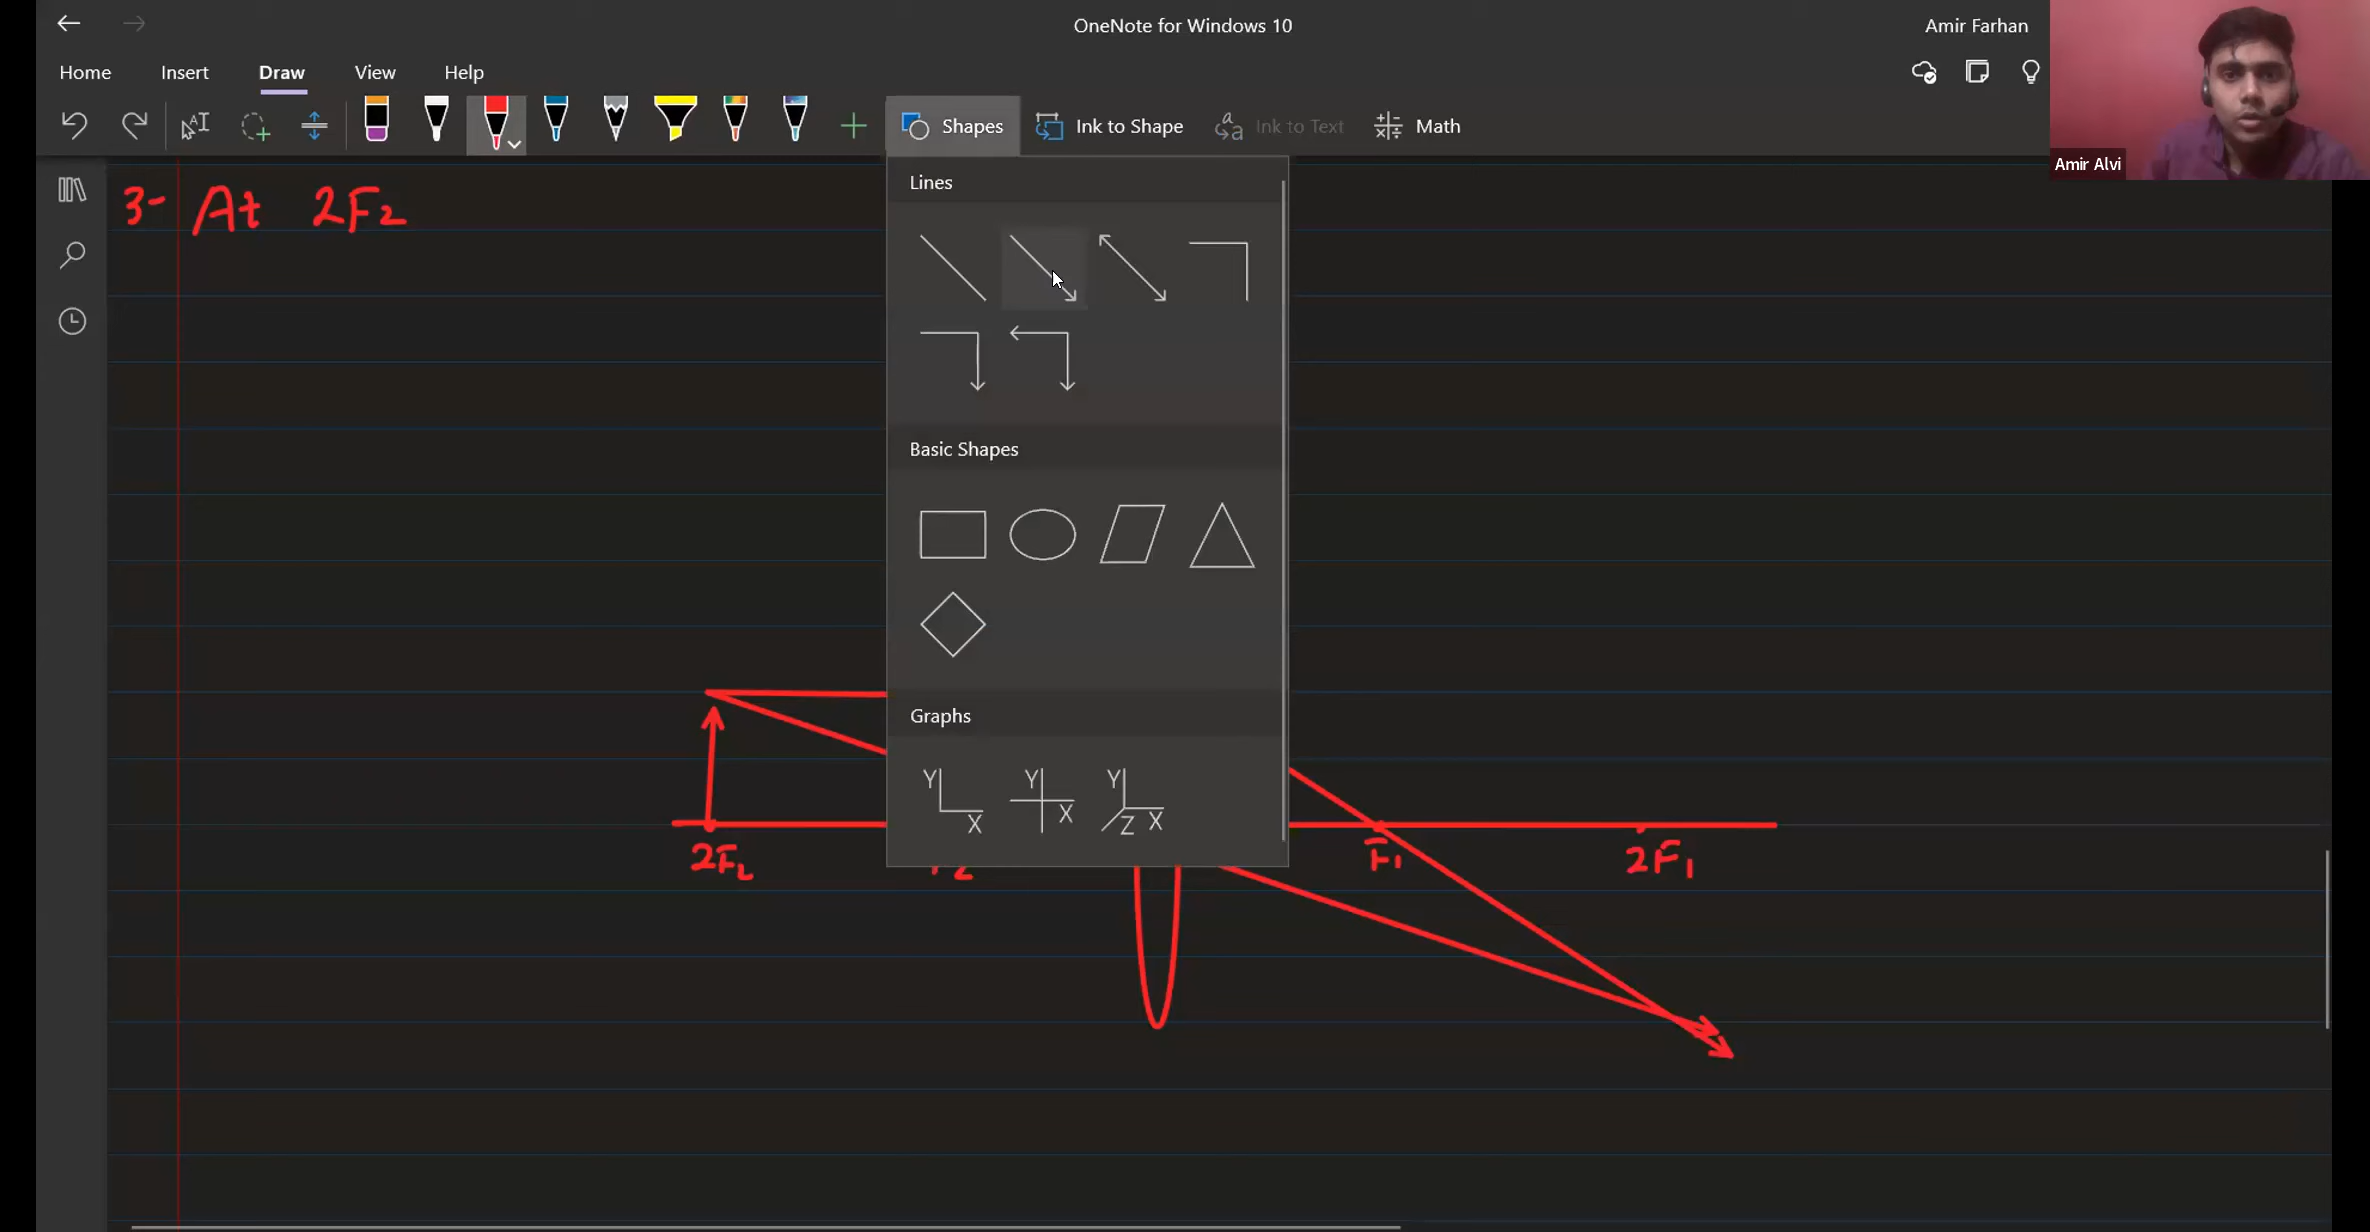 OneNote for Windows 10
Amir Farhan
Home Insert Draw View Help
Shapes Ink to Shape Ink to Text Math
Amir Alvi
Lines
3- At 2F2
Basic Shapes
Graphs
Y X Y X Y Z X
2F2 F1 2F1